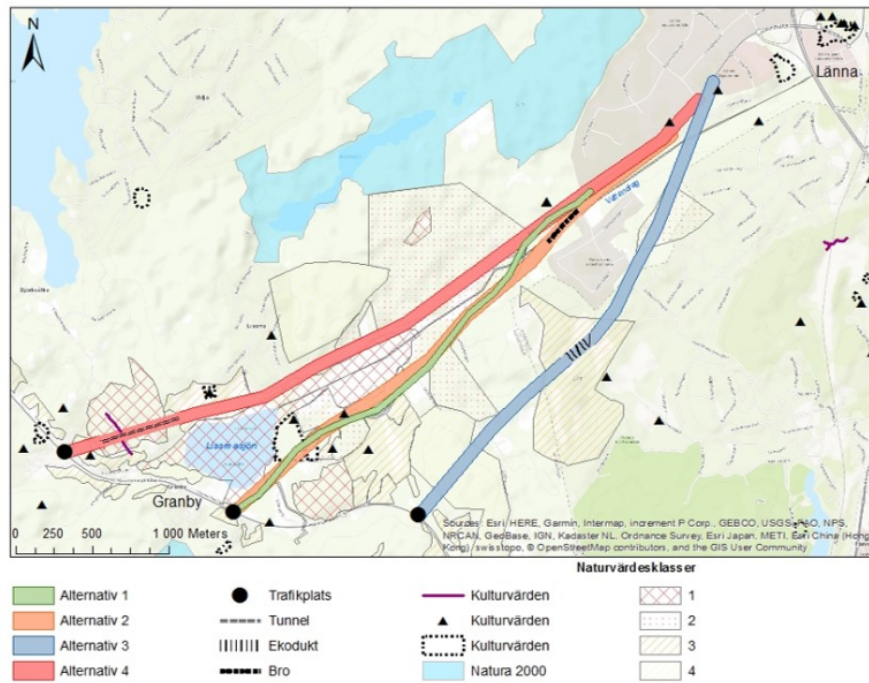 N
Länna
Vattendrag
Lissmasjön
Granby
0 250 500 1 000 Meters
Sources: Esri, HERE, Garmin, Intermap, increment P Corp., GEBCO, USGS, FAO, NPS,
NRCAN, GeoBase, IGN, Kadaster NL, Ordnance Survey, Esri Japan, METI, Esri China (Hong
Kong), swisstopo, © OpenStreetMap contributors, and the GIS User Community
Naturvärdesklasser
Alternativ 1 Trafikplats Kulturvärden 1
Alternativ 2 Tunnel Kulturvärden 2
Alternativ 3 Ekodukt Kulturvärden 3
Alternativ 4 Bro Natura 2000 4